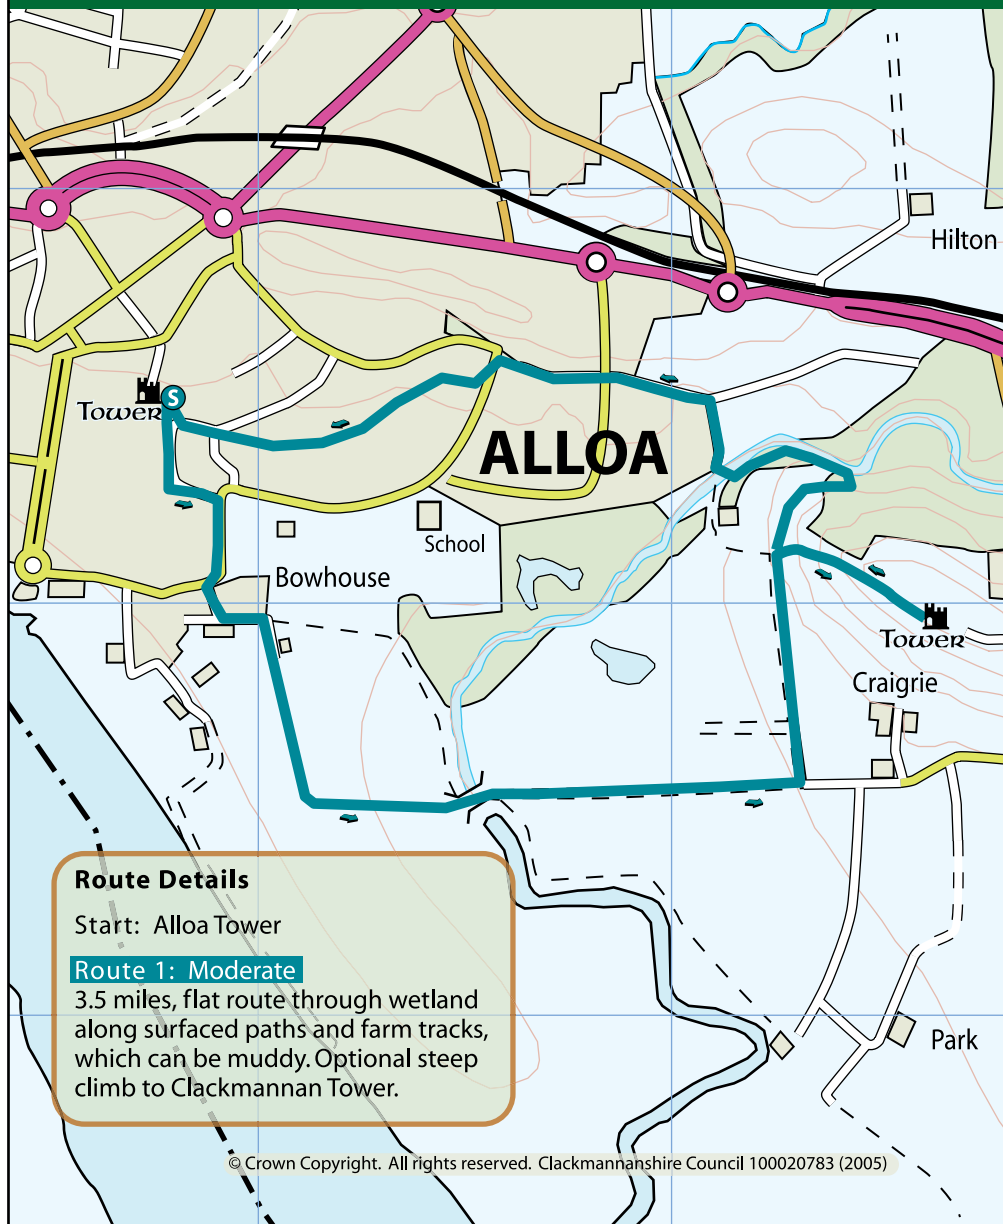 Hilton
Tower
S
ALLOA
School
Bowhouse
Tower
Craigrie
Route Details
Start: Alloa Tower
Route 1: Moderate
3.5 miles, flat route through wetland
along surfaced paths and farm tracks,
which can be muddy. Optional steep
climb to Clackmannan Tower.
Park
© Crown Copyright. All rights reserved. Clackmannanshire Council 100020783 (2005)